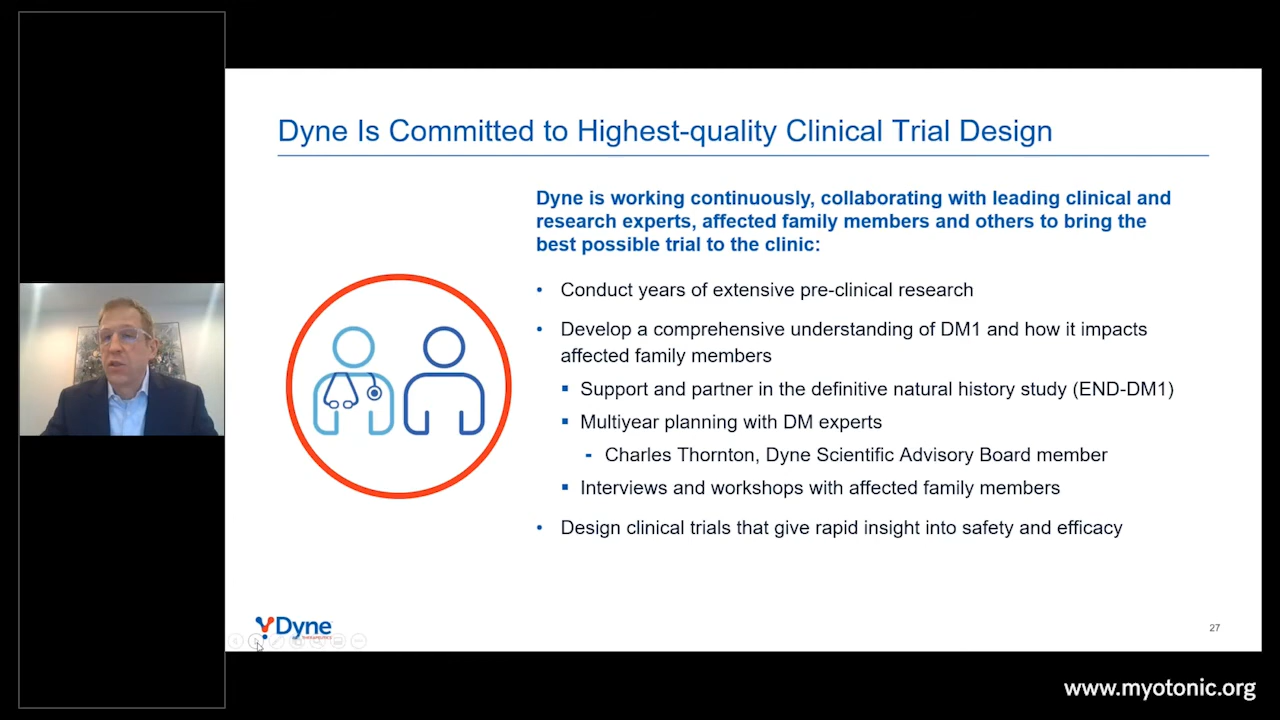 Dyne Is Committed to Highest-quality Clinical Trial Design
Dyne is working continuously, collaborating with leading clinical and
research experts, affected family members and others to bring the
best possible trial to the clinic:
• Conduct years of extensive pre-clinical research
• Develop a comprehensive understanding of DM1 and how it impacts
affected family members
▪ Support and partner in the definitive natural history study (END-DM1)
▪ Multiyear planning with DM experts
- Charles Thornton, Dyne Scientific Advisory Board member
▪ Interviews and workshops with affected family members
• Design clinical trials that give rapid insight into safety and efficacy
Dyne
27
www.myotonic.org